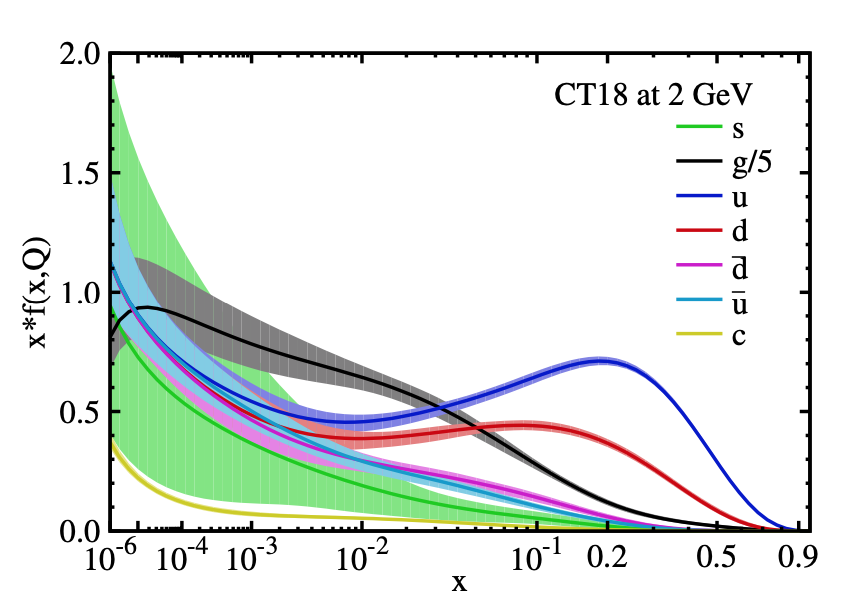 2.0
1.5
1.0
0.5
0.0
x*f(x,Q)
CT18 at 2 GeV
s
g/5
u
d
d̅
u̅
c
10⁻⁶ 10⁻⁴ 10⁻³ 10⁻² 10⁻¹ 0.2 0.5 0.9
x